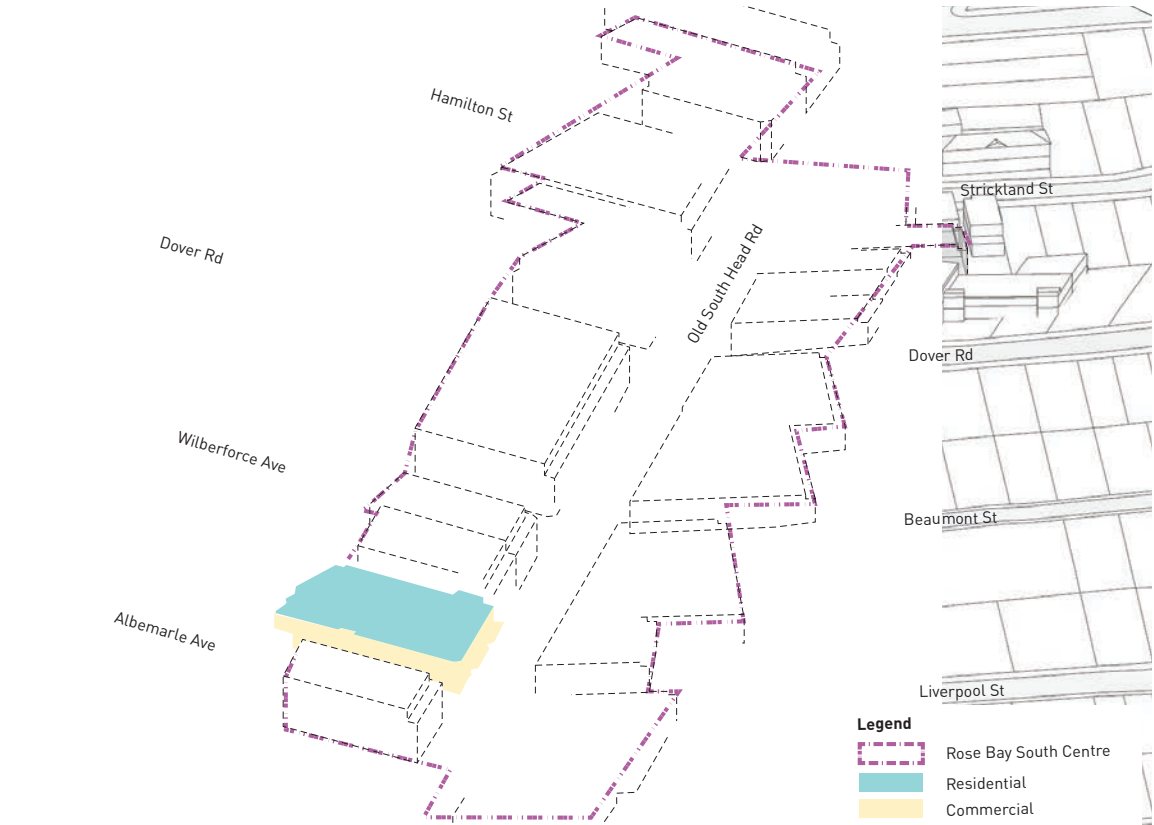 Hamilton St
Strickland St
Dover Rd
Old South Head Rd
Dover Rd
Wilberforce Ave
Beaumont St
Albemarle Ave
Liverpool St
Legend
Rose Bay South Centre
Residential
Commercial